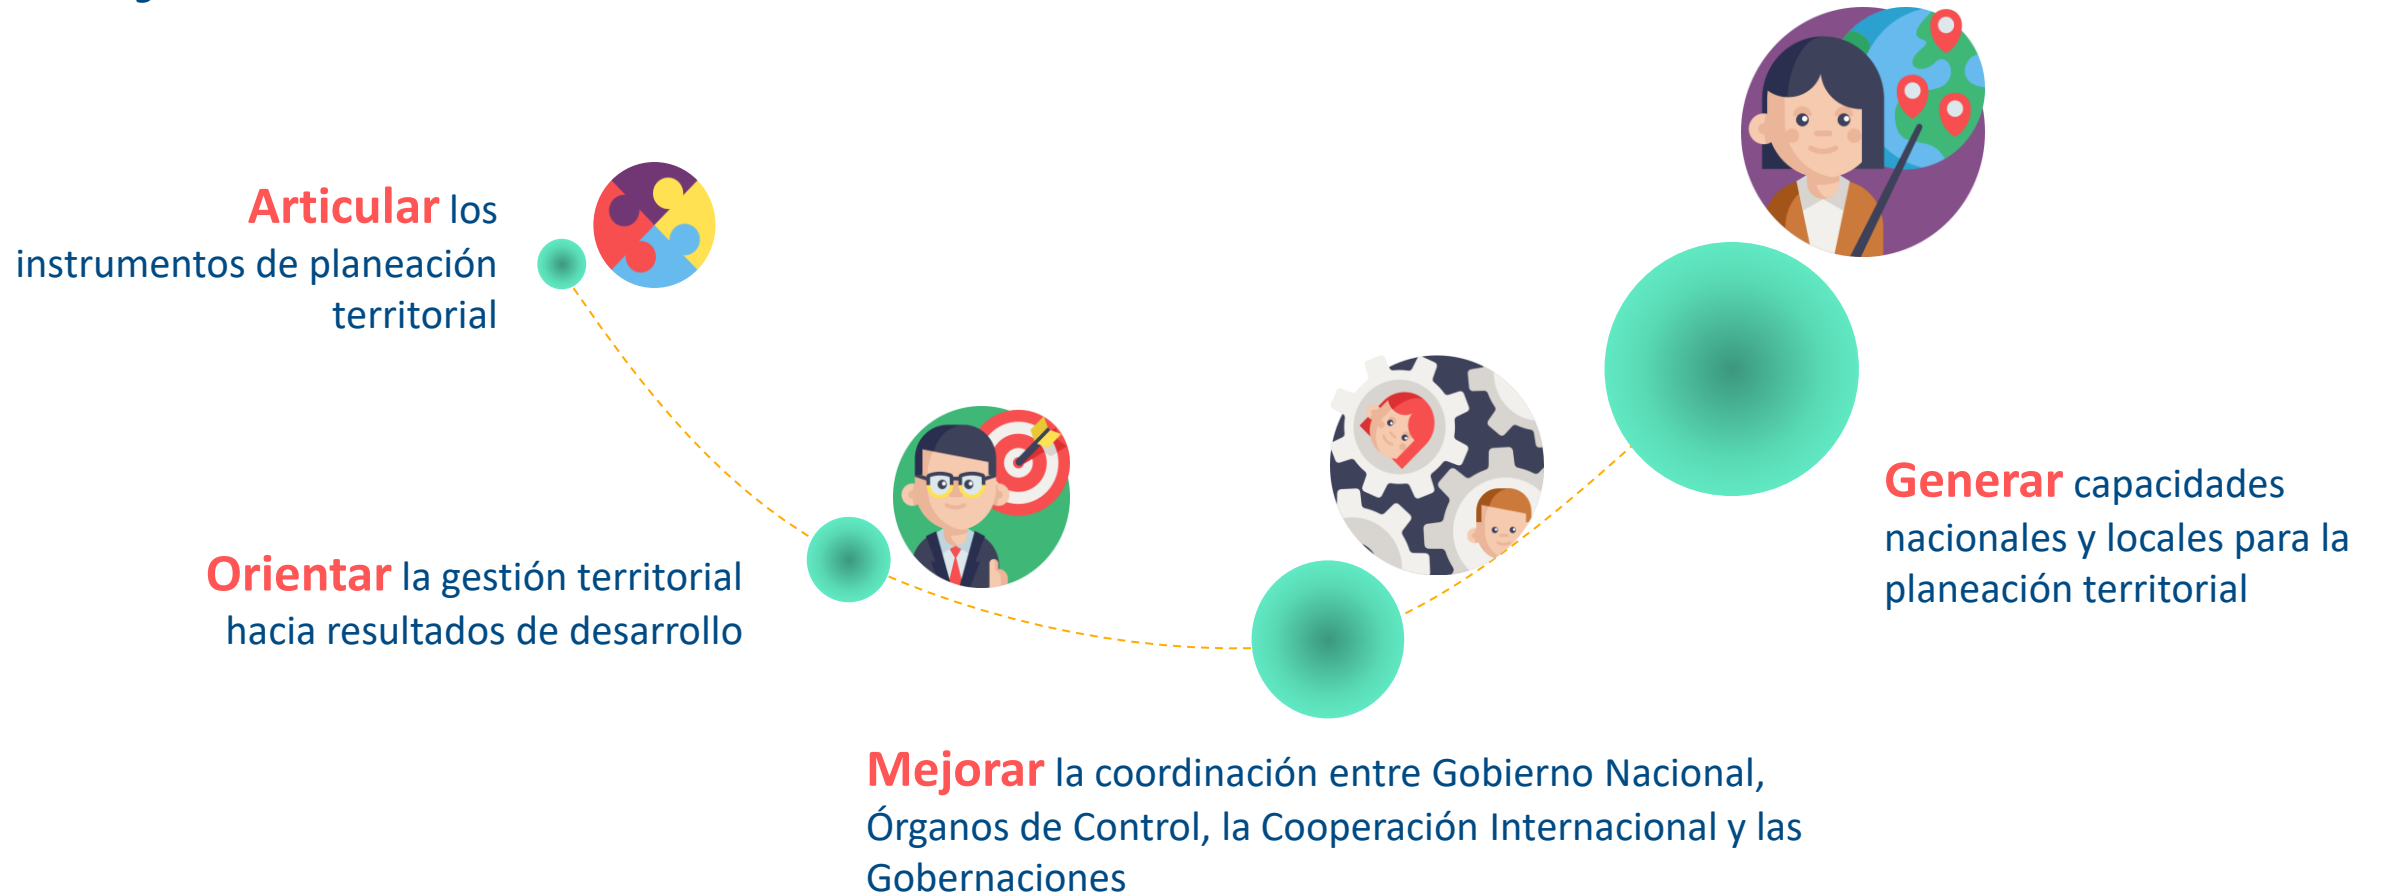 Articular los
instrumentos de planeación
territorial
Orientar la gestión territorial
hacia resultados de desarrollo
Mejorar la coordinación entre Gobierno Nacional,
Órganos de Control, la Cooperación Internacional y las
Gobernaciones
Generar capacidades
nacionales y locales para la
planeación territorial